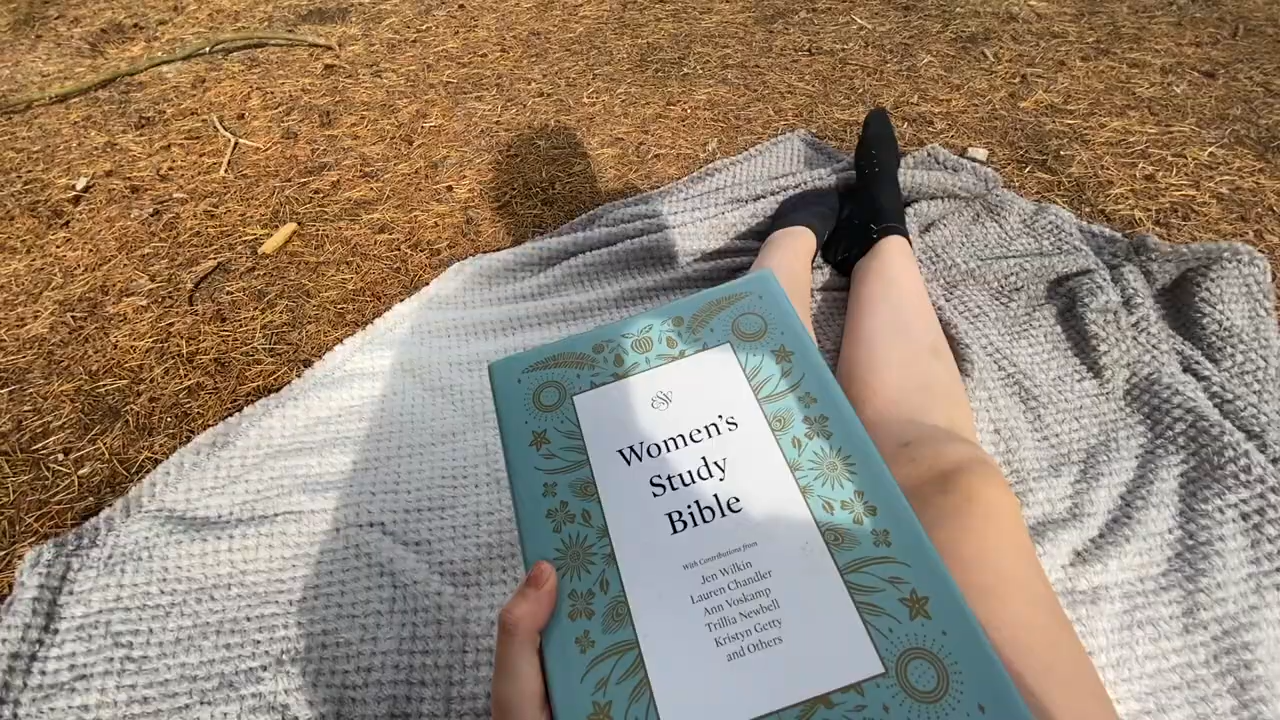 ESV
Women's
Study
Bible
With Contributions from
Jen Wilkin
Lauren Chandler
Ann Voskamp
Trillia Newbell
Kristyn Getty
and Others